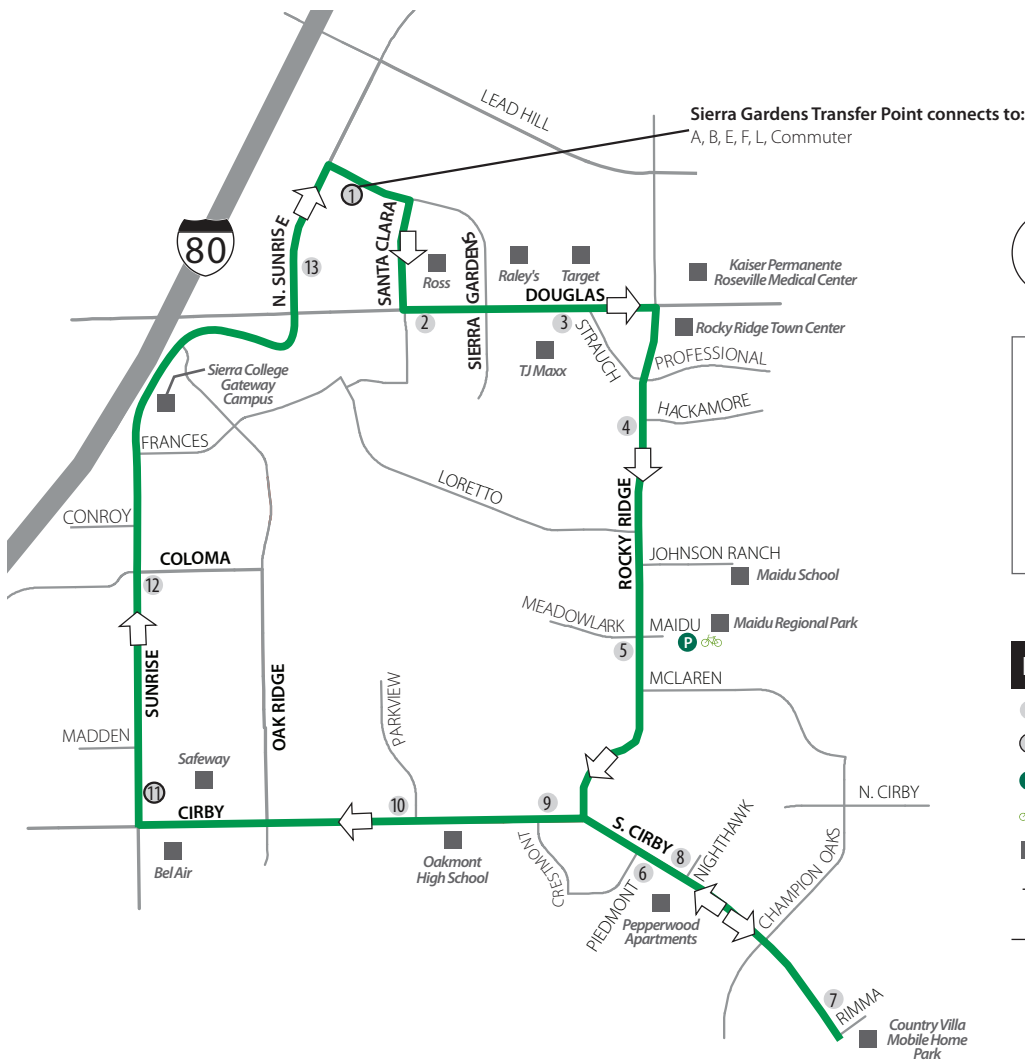 LEAD HILL
Sierra Gardens Transfer Point connects to:
A, B, E, F, L, Commuter
1
80
N. SUNRISE
13
SANTA CLARA
Ross
SIERRA GARDENS
Raley's
Target
DOUGLAS
Kaiser Permanente
Roseville Medical Center
2
3
STRAUCH
TJ Maxx
Rocky Ridge Town Center
PROFESSIONAL
Sierra College
Gateway
Campus
HACKAMORE
4
FRANCES
LORETTO
CONROY
ROCKY RIDGE
COLOMA
12
JOHNSON RANCH
Maidu School
MEADOWLARK
MAIDU
Maidu Regional Park
P
5
SUNRISE
OAK RIDGE
MCLAREN
MADDEN
PARKVIEW
Safeway
11
CIRBY
10
9
N. CIRBY
S. CIRBY
8
NIGHTHAWK
Bel Air
Oakmont
High School
CRESTMONT
6
PIEDMONT
CHAMPION OAKS
Pepperwood
Apartments
7
RIMMA
Country Villa
Mobile Home
Park